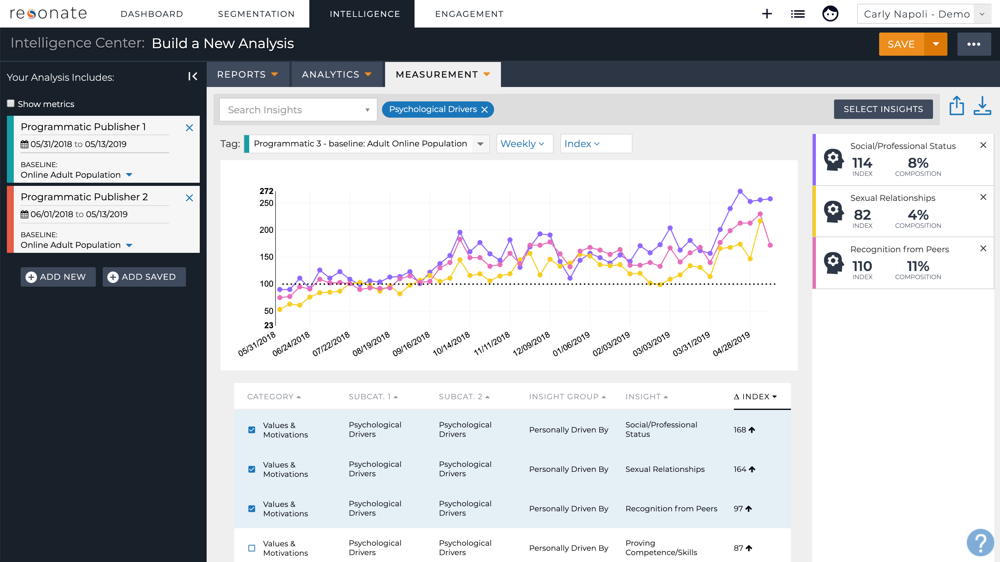 resonate DASHBOARD SEGMENTATION INTELLIGENCE ENGAGEMENT Carly Napoli - Demo
Intelligence Center: Build a New Analysis SAVE
Your Analysis Includes:
Show metrics
Programmatic Publisher 1
05/31/2018 to 05/13/2019
BASELINE:
Online Adult Population
Programmatic Publisher 2
06/01/2018 to 05/13/2019
BASELINE:
Online Adult Population
ADD NEW ADD SAVED
REPORTS ANALYTICS MEASUREMENT
Search Insights Psychological Drivers SELECT INSIGHTS
Tag: Programmatic 3 - baseline: Adult Online Population Weekly Index
272
250
200
150
100
50
23
05/31/2018 06/24/2018 07/22/2018 08/19/2018 09/16/2018 10/14/2018 11/11/2018 12/09/2018 01/06/2019 02/03/2019 03/03/2019 03/31/2019 04/28/2019
Social/Professional Status
114 8%
INDEX COMPOSITION
Sexual Relationships
82 4%
INDEX COMPOSITION
Recognition from Peers
110 11%
INDEX COMPOSITION
CATEGORY SUBCAT. 1 SUBCAT. 2 INSIGHT GROUP INSIGHT Δ INDEX
Values & Motivations Psychological Drivers Psychological Drivers Personally Driven By Social/Professional Status 168
Values & Motivations Psychological Drivers Psychological Drivers Personally Driven By Sexual Relationships 164
Values & Motivations Psychological Drivers Psychological Drivers Personally Driven By Recognition from Peers 97
Values & Motivations Psychological Drivers Psychological Drivers Personally Driven By Proving Competence/Skills 87
?